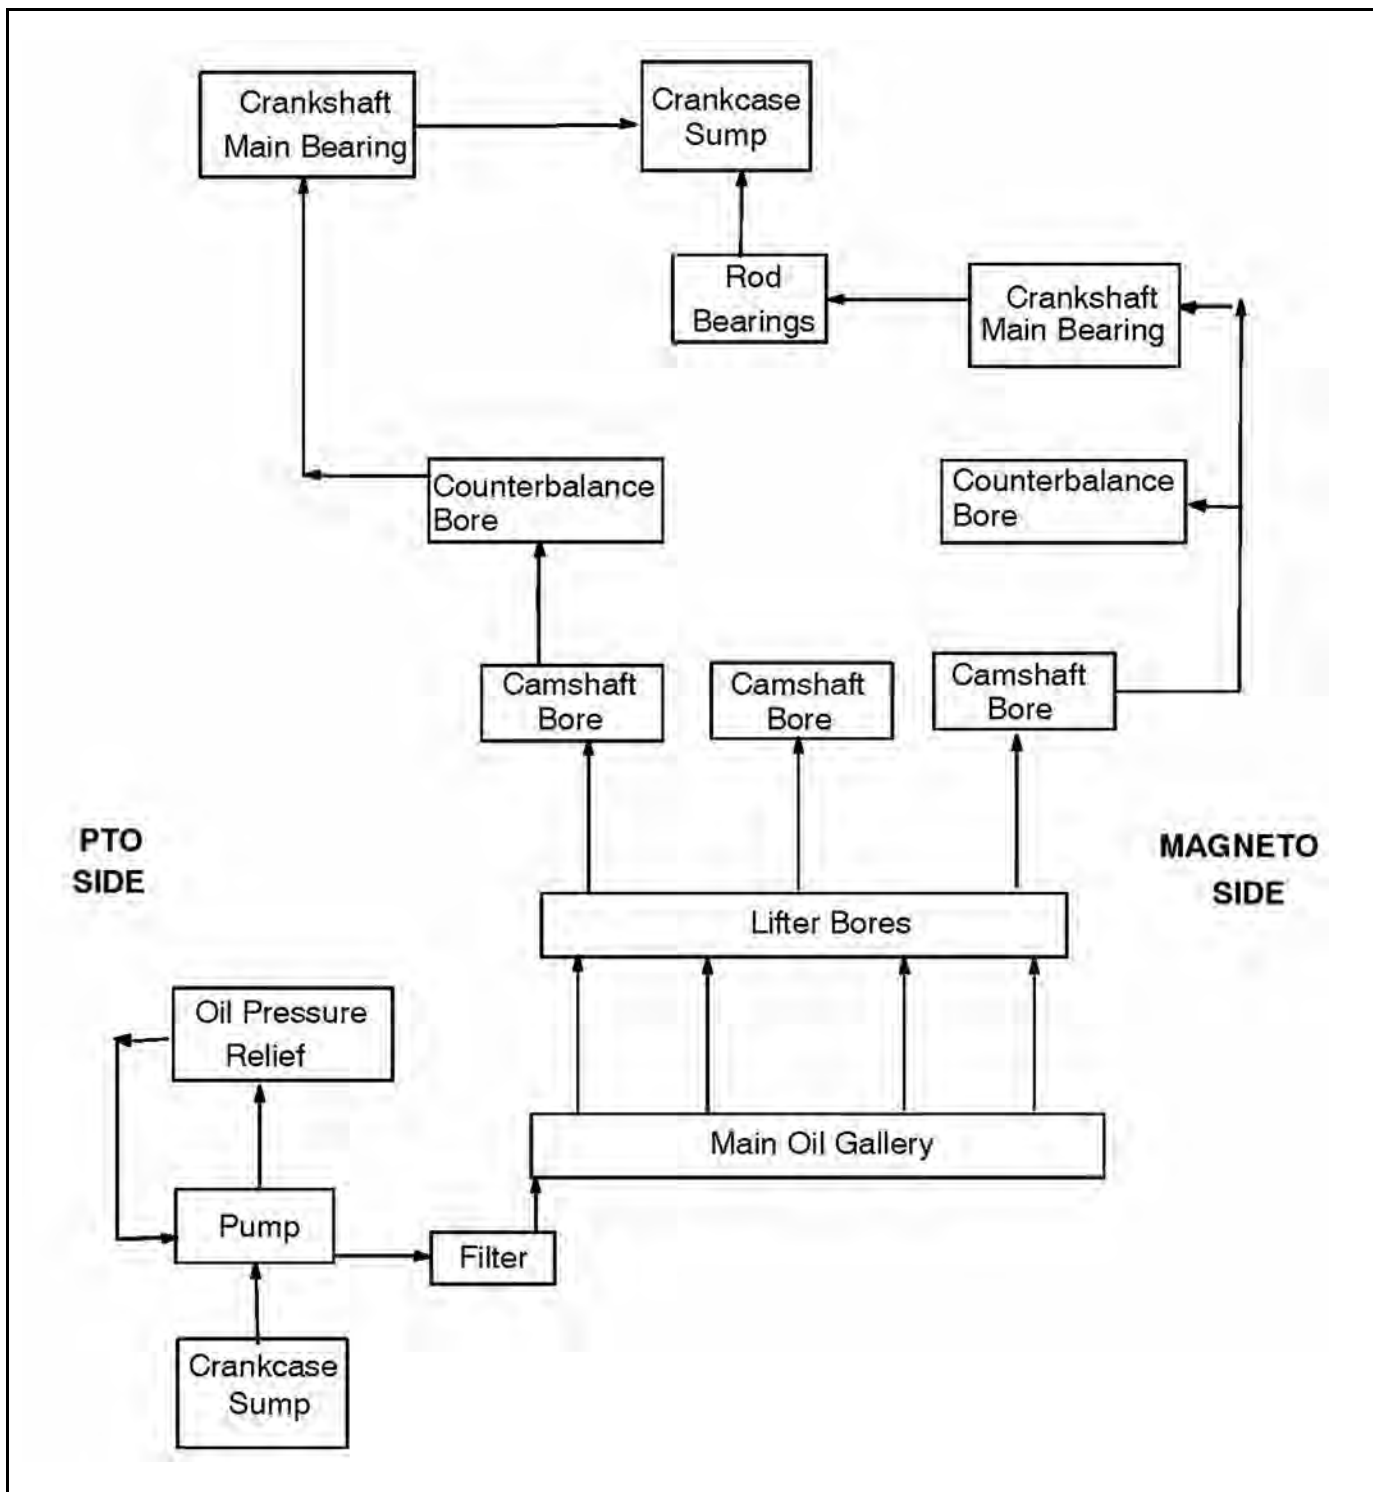 Crankshaft
Main Bearing
Crankcase
Sump
Rod
Bearings
Crankshaft
Main Bearing
Counterbalance
Bore
Counterbalance
Bore
Camshaft
Bore
Camshaft
Bore
Camshaft
Bore
PTO
SIDE
MAGNETO
SIDE
Lifter Bores
Oil Pressure
Relief
Main Oil Gallery
Pump
Filter
Crankcase
Sump